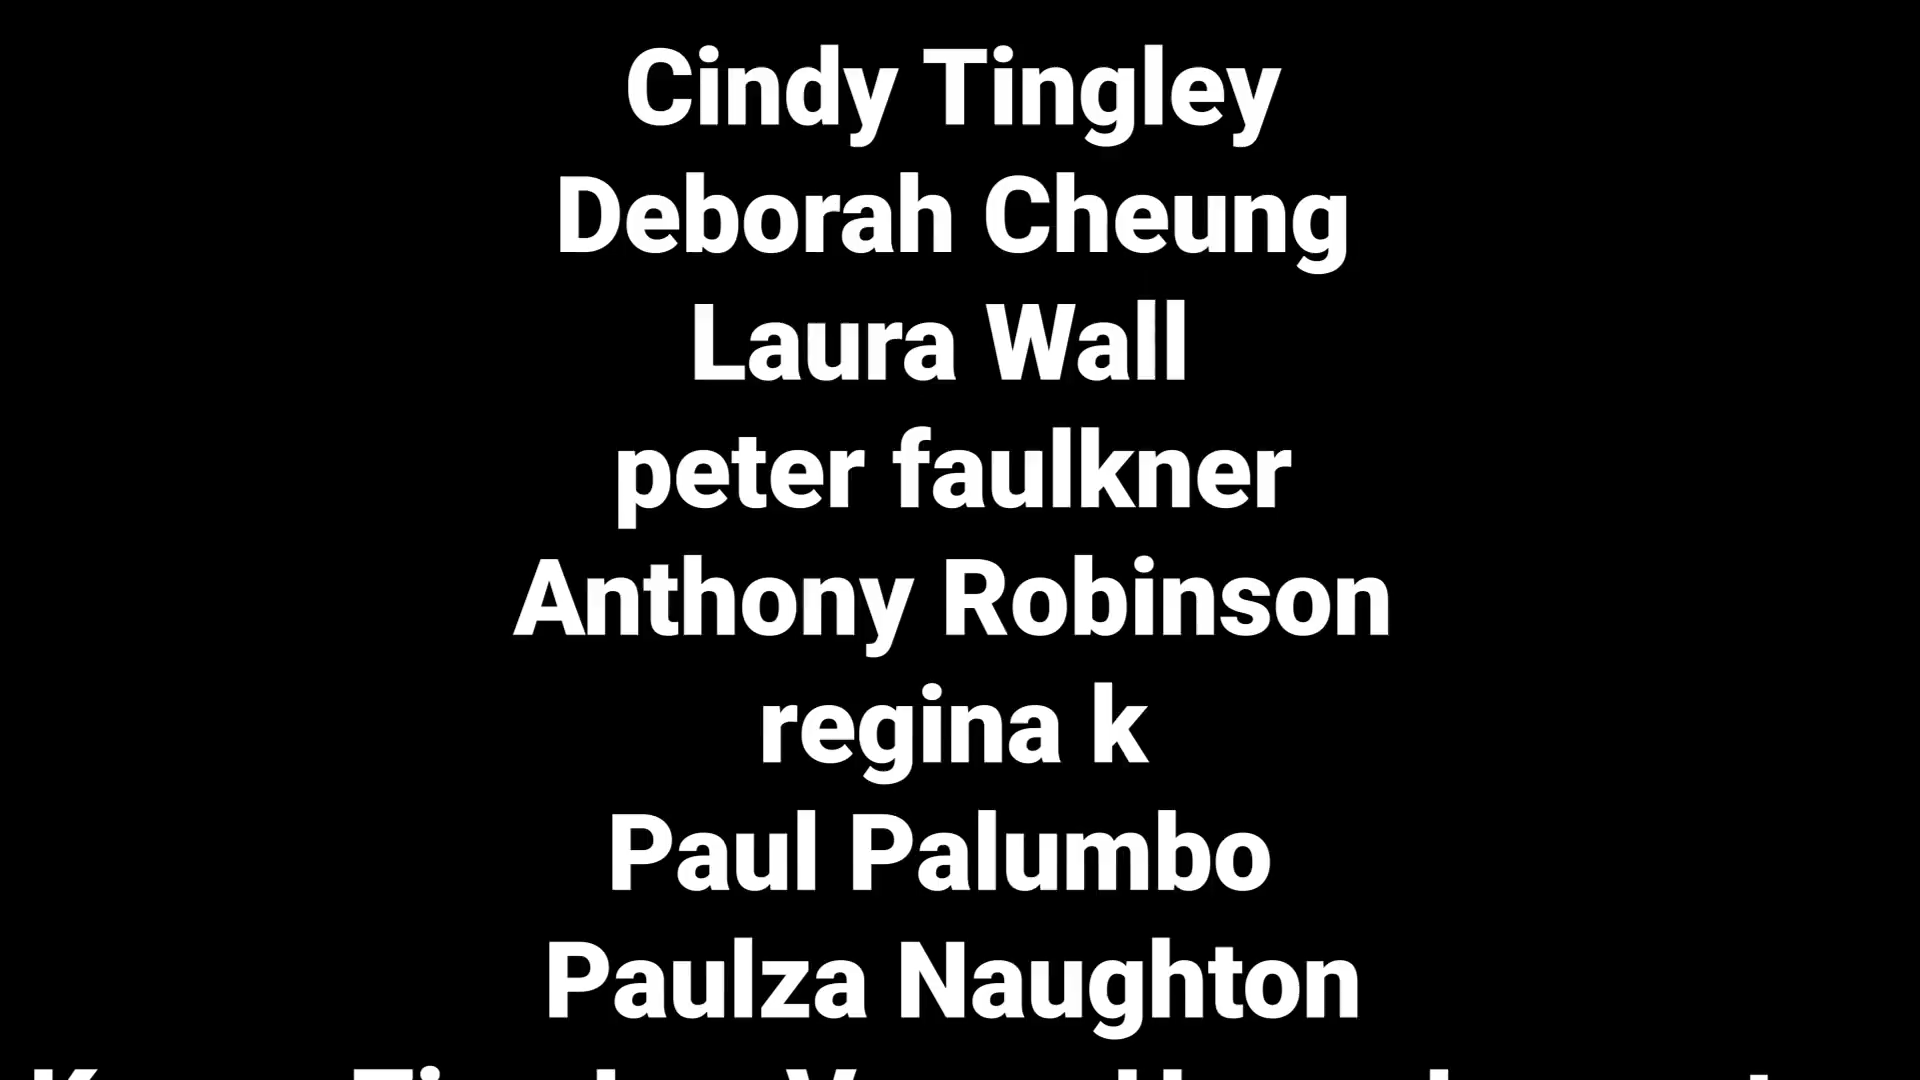 Cindy Tingley
Deborah Cheung
Laura Wall
peter faulkner
Anthony Robinson
regina k
Paul Palumbo
Paulza Naughton